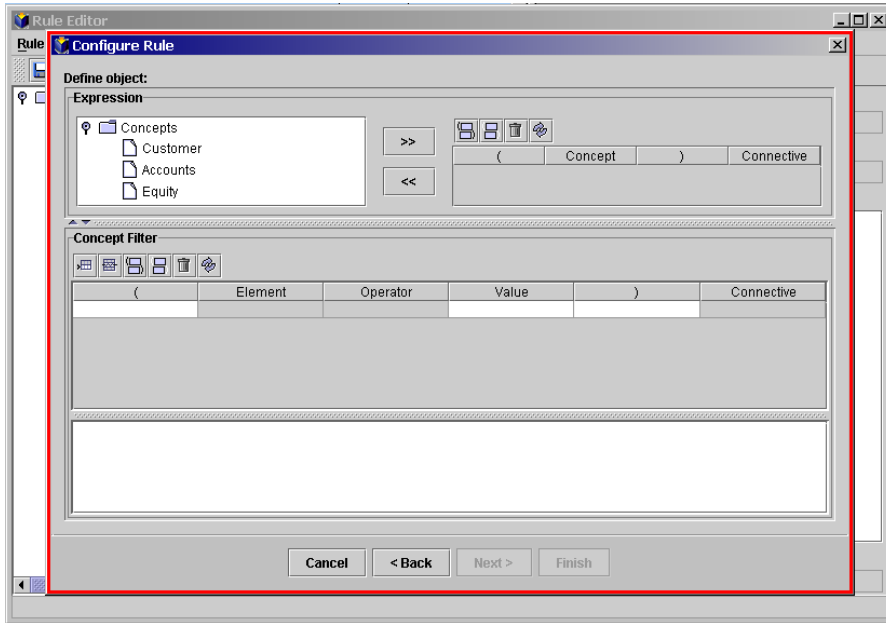 Rule Editor
Rule
Configure Rule
Define object:
Expression
Concepts
Customer
Accounts
Equity
>>
<<
( Concept ) Connective
Concept Filter
( Element Operator Value ) Connective
Cancel < Back Next > Finish